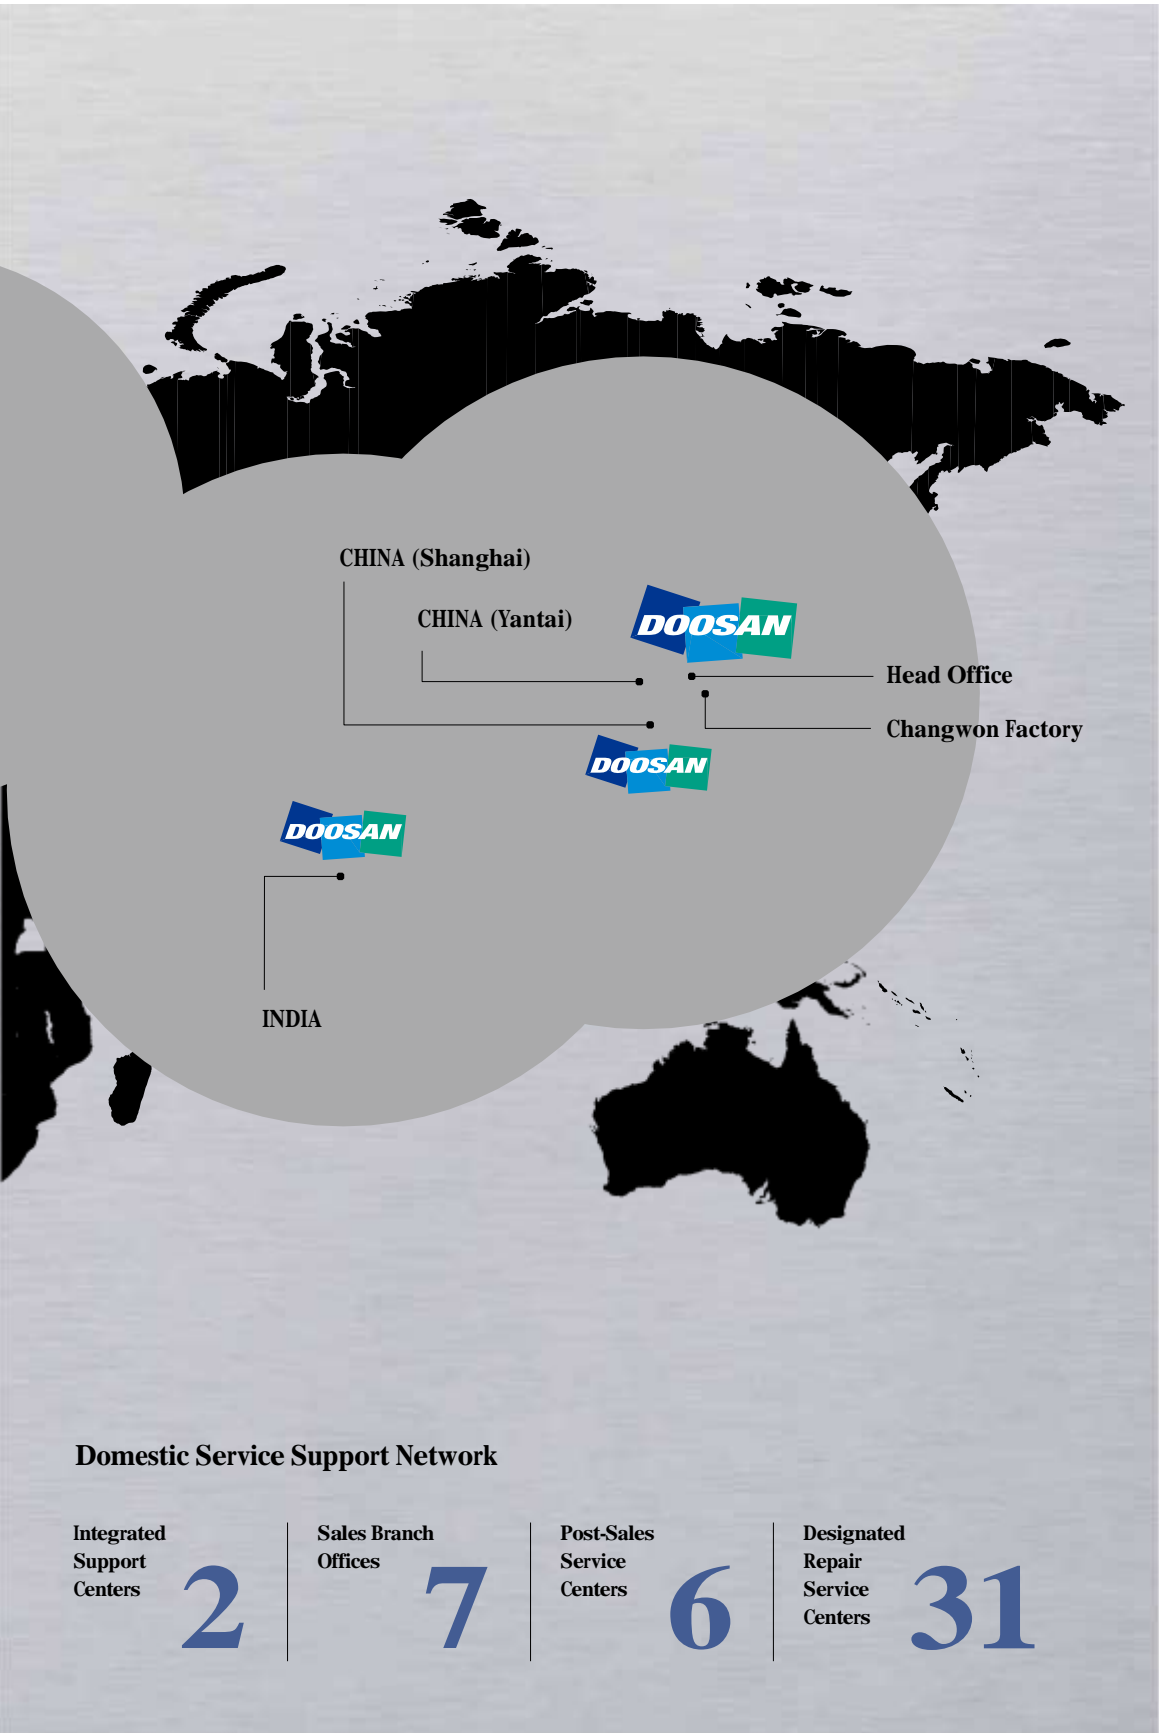 CHINA (Shanghai)
CHINA (Yantai)
DOOSAN
Head Office
Changwon Factory
DOOSAN
DOOSAN
INDIA
Domestic Service Support Network
Integrated
Support
Centers
2
Sales Branch
Offices
7
Post-Sales
Service
Centers
6
Designated
Repair
Service
Centers
31